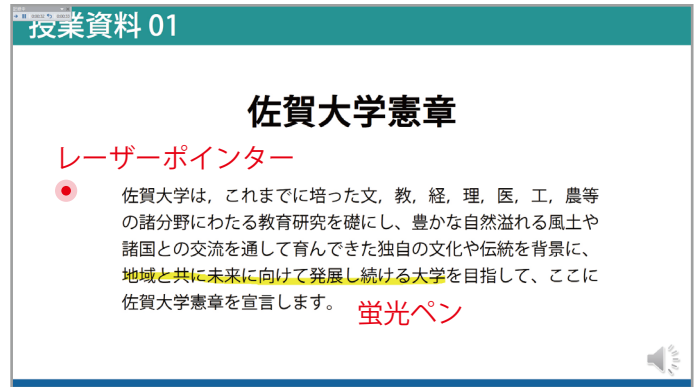 授業資料 01
佐賀大学憲章
レーザーポインター
佐賀大学は，これまでに培った文，教，経，理，医，工，農等
の諸分野にわたる教育研究を礎にし、豊かな自然溢れる風土や
諸国との交流を通して育んできた独自の文化や伝統を背景に、
地域と共に未来に向けて発展し続ける大学を目指して、ここに
佐賀大学憲章を宣言します。
蛍光ペン